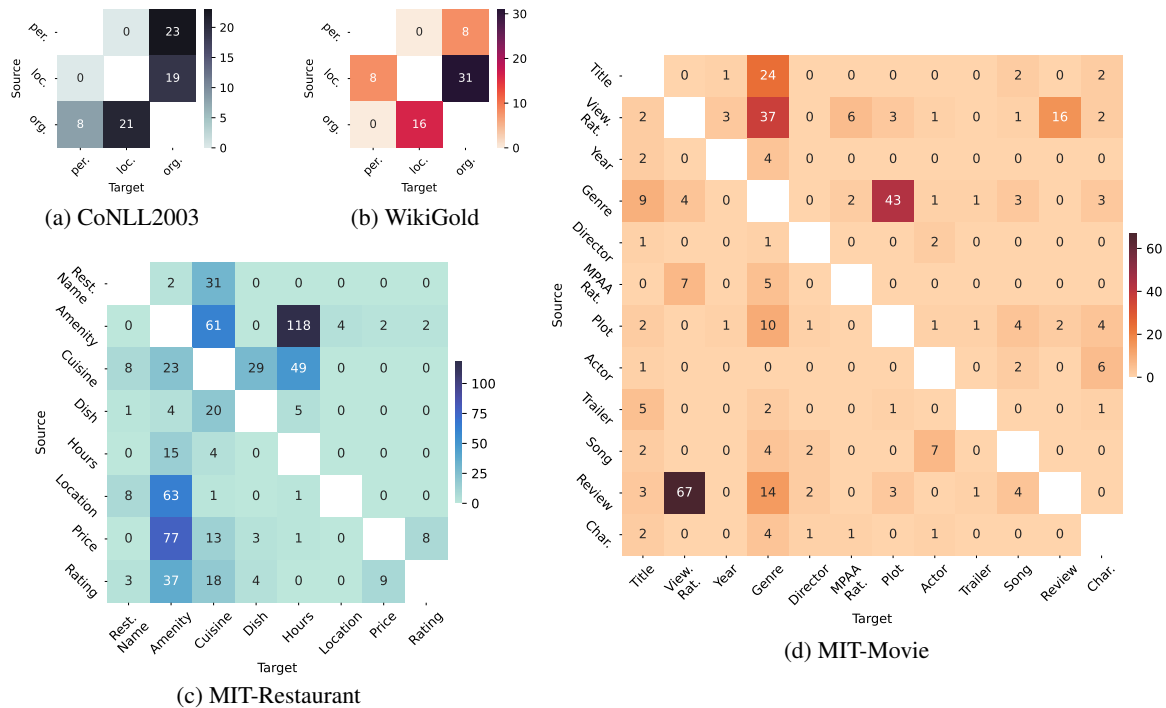 per. 0 23
loc. 0 19
org. 8 21
per. loc. org.
Source
Target
20
15
10
5
0
(a) CoNLL2003
per. 0 8
loc. 8 31
org. 0 16
per. loc. org.
Source
Target
30
20
10
0
(b) WikiGold
Rest. Name 2 31 0 0 0 0 0
Amenity 0 61 0 118 4 2 2
Cuisine 8 23 29 49 0 0 0
Dish 1 4 20 5 0 0 0
Hours 0 15 4 0 0 0 0
Location 8 63 1 0 1 0 0
Price 0 77 13 3 1 0 8
Rating 3 37 18 4 0 0 9
Rest. Name Amenity Cuisine Dish Hours Location Price Rating
Source
Target
100
75
50
25
0
(c) MIT-Restaurant
Title 0 1 24 0 0 0 0 0 2 0 2
View. Rat. 2 3 37 0 6 3 1 0 1 16 2
Year 2 0 4 0 0 0 0 0 0 0 0
Genre 9 4 0 0 2 43 1 1 3 0 3
Director 1 0 0 1 0 0 2 0 0 0 0
MPAA Rat. 0 7 0 5 0 0 0 0 0 0 0
Plot 2 0 1 10 1 0 1 1 4 2 4
Actor 1 0 0 0 0 0 0 0 2 0 6
Trailer 5 0 0 2 0 0 1 0 0 0 1
Song 2 0 0 4 2 0 0 7 0 0 0
Review 3 67 0 14 2 0 3 0 1 4 0
Char. 2 0 0 4 1 1 0 1 0 0 0
Title View. Rat. Year Genre Director MPAA Rat. Plot Actor Trailer Song Review Char.
Source
Target
60
40
20
0
(d) MIT-Movie